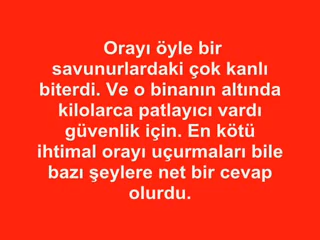 Orayı öyle bir
savunurlardaki çok kanlı
biterdi. Ve o binanın altında
kilolarca patlayıcı vardı
güvenlik için. En kötü
ihtimal orayı uçurmaları bile
bazı şeylere net bir cevap
olurdu.